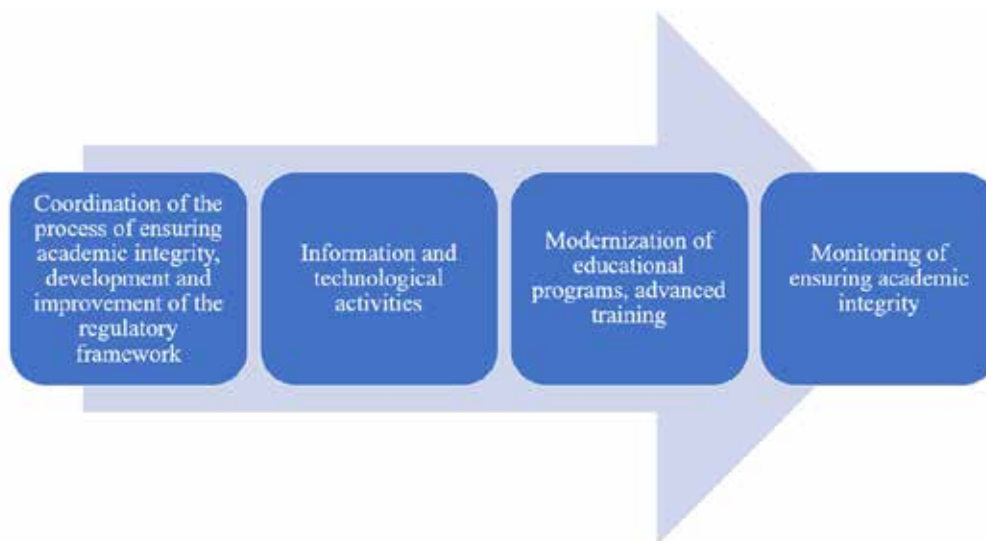 Coordination of the
process of ensuring
academic integrity,
development and
improvement of the
regulatory
framework
Information and
technological
activities
Modernization of
educational
programs, advanced
training
Monitoring of
ensuring academic
integrity